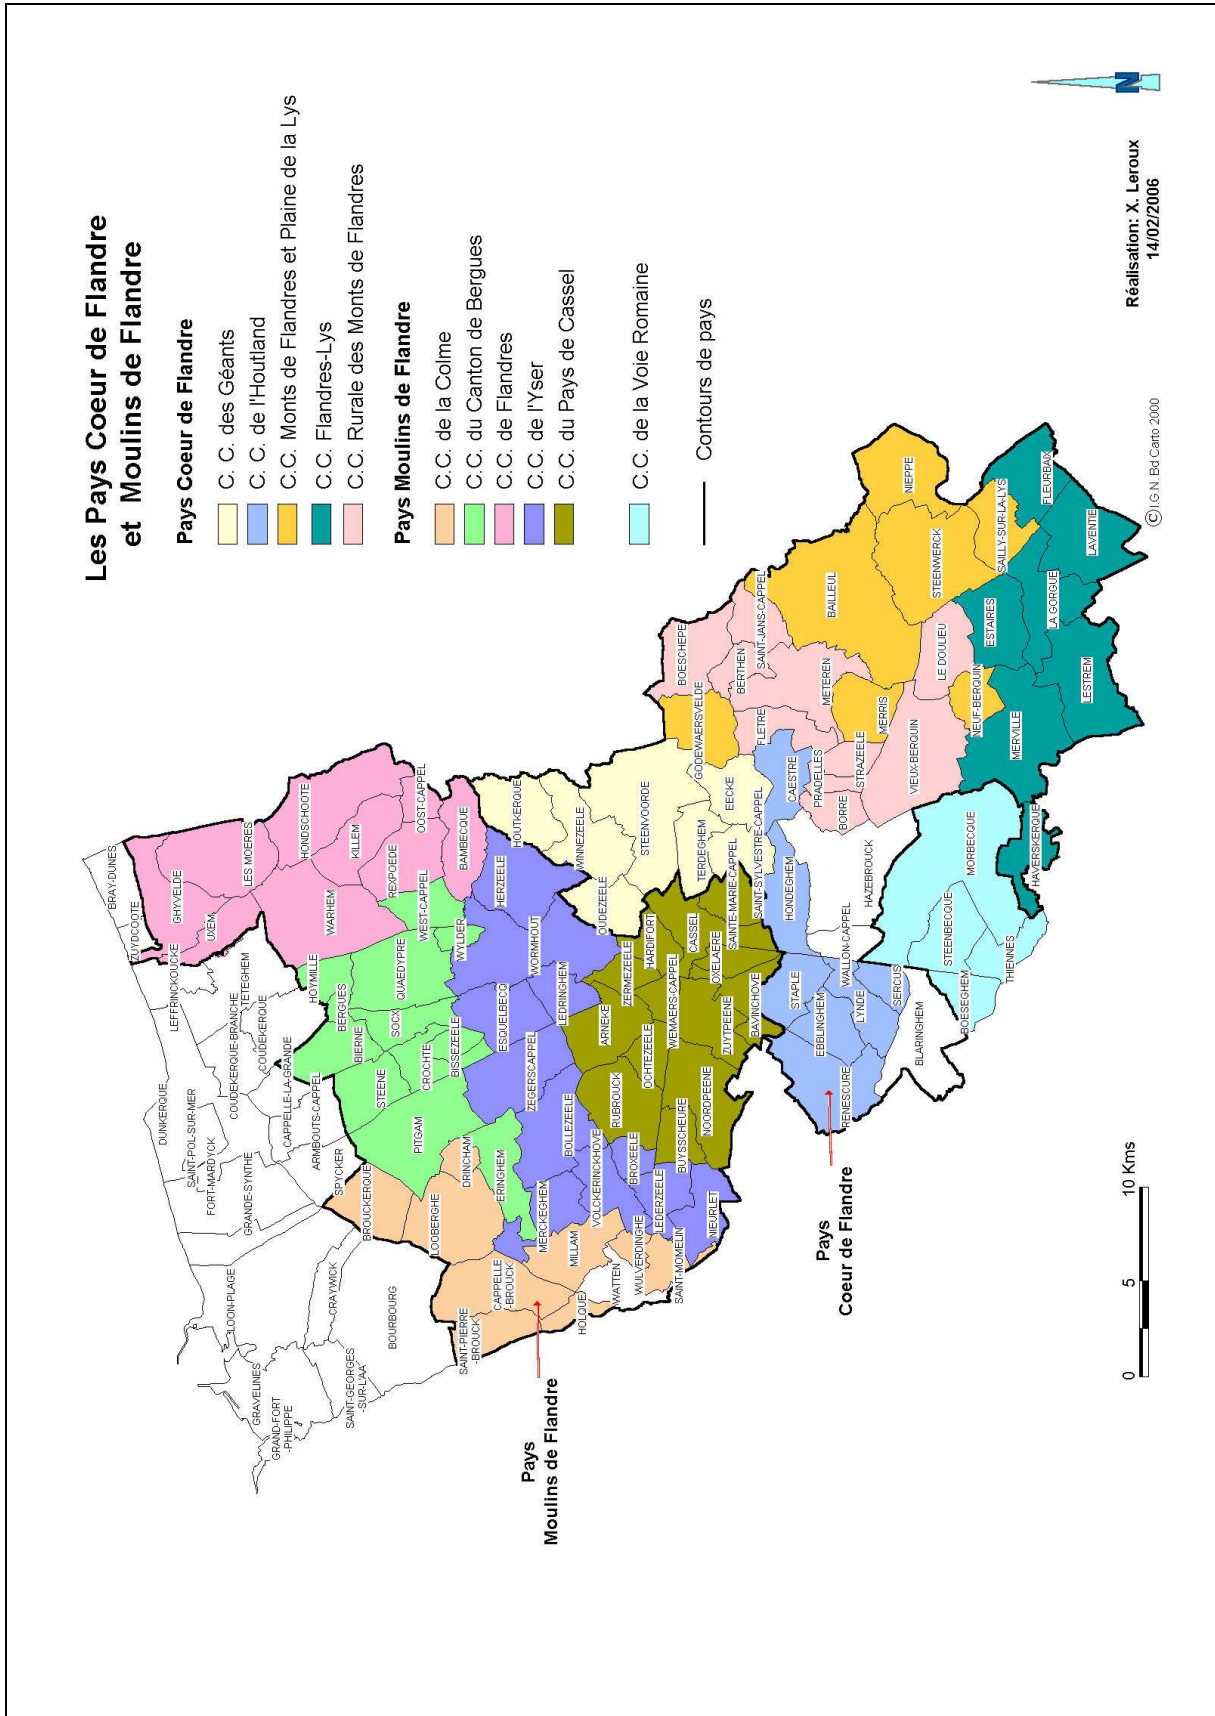 Les Pays Coeur de Flandre
et Moulins de Flandre
Pays Coeur de Flandre
C. C. des Géants
C. C. de l'Houtland
C.C. Monts de Flandres et Plaine de la Lys
C.C. Flandres-Lys
C.C. Rurale des Monts de Flandres
Pays Moulins de Flandre
C.C. de la Colme
C.C. du Canton de Bergues
C.C. de Flandres
C.C. de l'Yser
C.C. du Pays de Cassel
C.C. de la Voie Romaine
Contours de pays
N
Réalisation: X. Leroux
14/02/2006
© I.G.N. Bd Carto 2000
BRAY-DUNES
ZUYDCOOTE
GHYVELDE
LES MOERES
UXEM
LEFFRINCKOUCKE
TETEGHEM
DUNKERQUE
COUDEKERQUE-BRANCHE
COUDEKERQUE
SAINT-POL-SUR-MER
FORT-MARDYCK
GRANDE-SYNTHE
CAPPELLE-LA-GRANDE
ARMBOUTS-CAPPEL
SPYCKER
LOON-PLAGE
CRAYWICK
GRAVELINES
GRAND-FORT
-PHILIPPE
SAINT-GEORGES
-SUR-L'AA
BOURBOURG
HONDSCHOOTE
KILLEM
WARHEM
REXPOEDE
OOST-CAPPEL
BAMBECQUE
WEST-CAPPEL
WYLDER
HOYMILLE
BERGUES
QUAEDYPRE
SOCX
BIERNE
STEENE
CROCHTE
BISSEZEELE
PITGAM
ERINGHEM
BROUCKERQUE
LOOBERGHE
DRINCHAM
CAPPELLE
-BROUCK
SAINT-PIERRE
-BROUCK
HOLQUE
MILLAM
WATTEN
WULVERDINGHE
SAINT-MOMELIN
HERZEELE
WORMHOUT
LEDRINGHEM
ESQUELBECQ
ZEGERSCAPPEL
BOLLEZEELE
MERCKEGHEM
VOLCKERINCKHOVE
BROXEELE
LEDERZEELE
NIEURLET
HOUTKERQUE
WINNEZEELE
STEENVOORDE
OUDEZEELE
TERDEGHEM
EECKE
SAINT-SYLVESTRE-CAPPEL
HARDIFORT
ZERMEZEELE
CASSEL
SAINTE-MARIE-CAPPEL
OXELAERE
WEMAERS-CAPPEL
ARNEKE
OCHTEZEELE
RUBROUCK
ZUYTPEENE
BAVINCHOVE
NOORDPEENE
BUYSSCHEURE
BOESCHEPE
BERTHEN
SAINT-JANS-CAPPEL
GODEWAERSVELDE
METEREN
FLETRE
CAESTRE
PRADELLES
STRAZEELE
MERRIS
BORRE
VIEUX-BERQUIN
BAILLEUL
NIEPPE
STEENWERCK
SAILLY-SUR-LA-LYS
LE DOULIEU
NEUF-BERQUIN
ESTAIRES
FLEURBAIX
LAVENTIE
LA GORGUE
LESTREM
MERVILLE
HAVERSKERQUE
HONDEGHEM
HAZEBROUCK
WALLON-CAPPEL
STAPLE
EBBLINGHEM
LYNDE
SERCUS
RENESCURE
BLARINGHEM
MORBECQUE
STEENBECQUE
THIENNES
BOESEGHEM
Pays
Moulins de Flandre
Pays
Coeur de Flandre
0
5
10 Kms